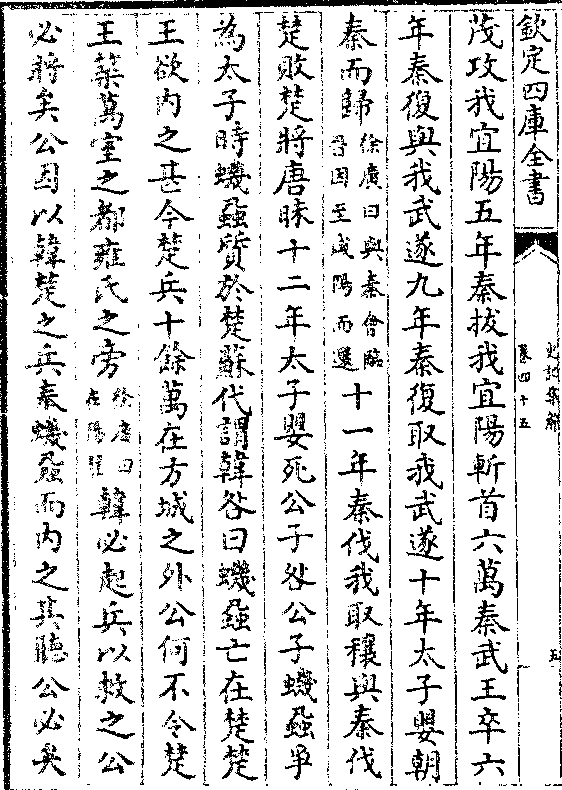 欽定四庫全書
史記集解
卷四十五
五
茂攻我宜陽五年秦拔我宜陽斬首六萬秦武王卒六
年秦復與我武遂九年秦復取我武遂十年太子嬰朝
秦而歸徐廣曰與秦會臨晉因至咸陽而還十一年秦伐我取穰與秦伐
楚敗楚將唐昧十二年太子嬰死公子咎公子蟣蝨爭
為太子時蟣蝨質於楚蘇代謂韓咎曰蟣蝨亡在楚楚
王欲内之甚今楚兵十餘萬在方城之外公何不令楚
王築萬室之都雍氏之旁徐廣曰在陽翟韓必起兵以救之公
必將矣公因以韓楚之兵奉蟣蝨而内之其聽公必矣